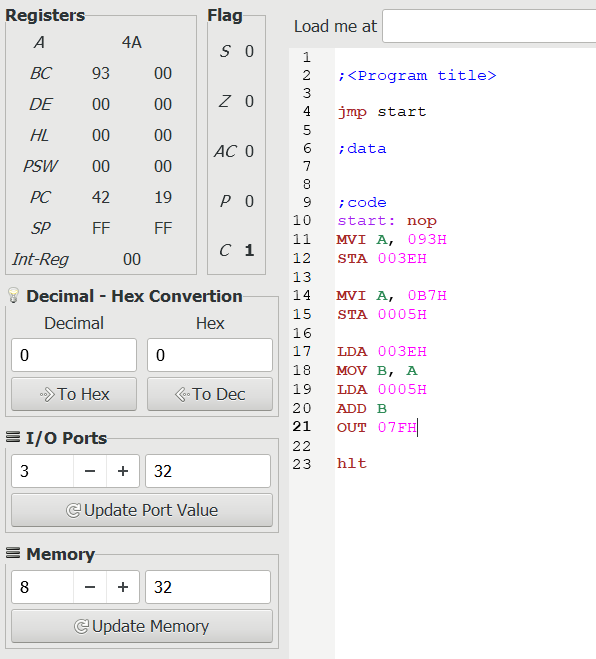 Registers
A 4A
BC 93 00
DE 00 00
HL 00 00
PSW 00 00
PC 42 19
SP FF FF
Int-Reg 00
Flag
S 0
Z 0
AC 0
P 0
C 1
Decimal - Hex Convertion
Decimal Hex
0 0
To Hex To Dec
I/O Ports
3 − + 32
Update Port Value
Memory
8 − + 32
Update Memory
Load me at
1
2 ;<Program title>
3
4 jmp start
5
6 ;data
7
8
9 ;code
10 start: nop
11 MVI A, 093H
12 STA 003EH
13
14 MVI A, 0B7H
15 STA 0005H
16
17 LDA 003EH
18 MOV B, A
19 LDA 0005H
20 ADD B
21 OUT 07FH
22
23 hlt